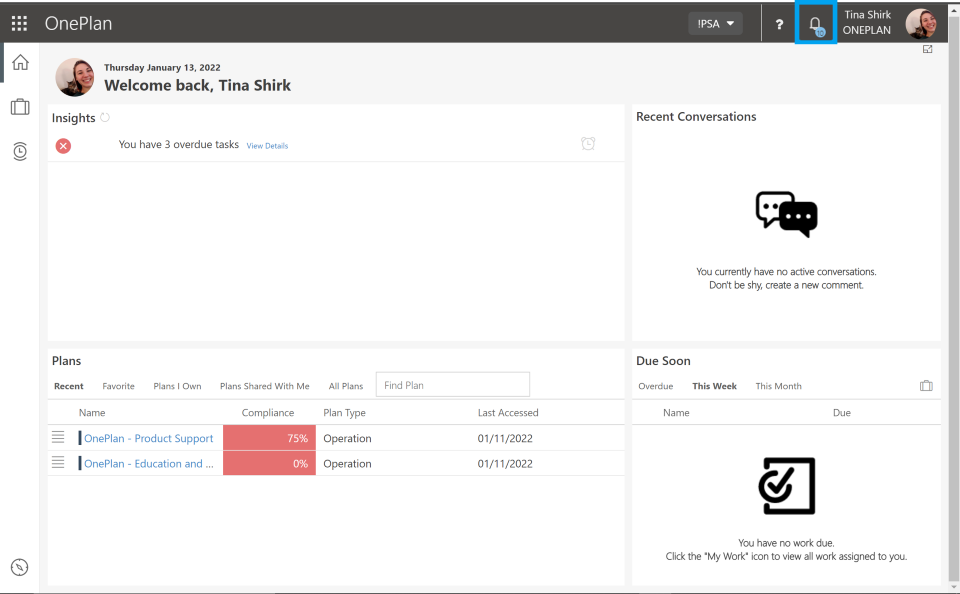 OnePlan
!PSA
?
Tina Shirk
ONEPLAN
Thursday January 13, 2022
Welcome back, Tina Shirk
Insights
You have 3 overdue tasks View Details
Recent Conversations
You currently have no active conversations.
Don't be shy, create a new comment.
Plans
Recent Favorite Plans I Own Plans Shared With Me All Plans Find Plan
Name Compliance Plan Type Last Accessed
OnePlan - Product Support 75% Operation 01/11/2022
OnePlan - Education and ... 0% Operation 01/11/2022
Due Soon
Overdue This Week This Month
Name Due
You have no work due.
Click the "My Work" icon to view all work assigned to you.